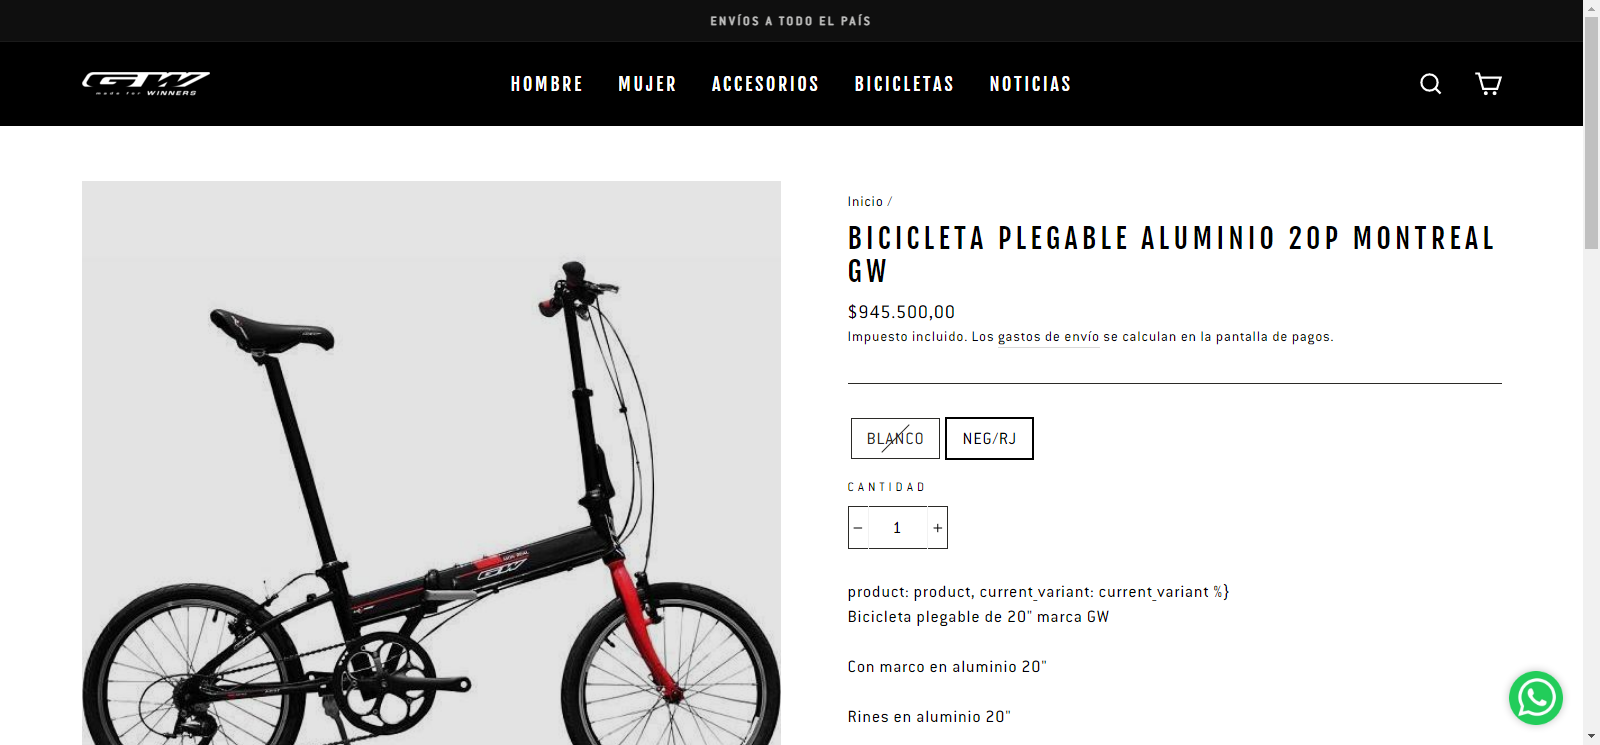 ENVÍOS A TODO EL PAÍS
GW
made for WINNERS
HOMBRE MUJER ACCESORIOS BICICLETAS NOTICIAS
Inicio /
BICICLETA PLEGABLE ALUMINIO 20P MONTREAL
GW
$945.500,00
Impuesto incluido. Los gastos de envío se calculan en la pantalla de pagos.
BLANCO NEG/RJ
CANTIDAD
− 1 +
product: product, current_variant: current_variant %}
Bicicleta plegable de 20" marca GW
Con marco en aluminio 20"
Rines en aluminio 20"
GW